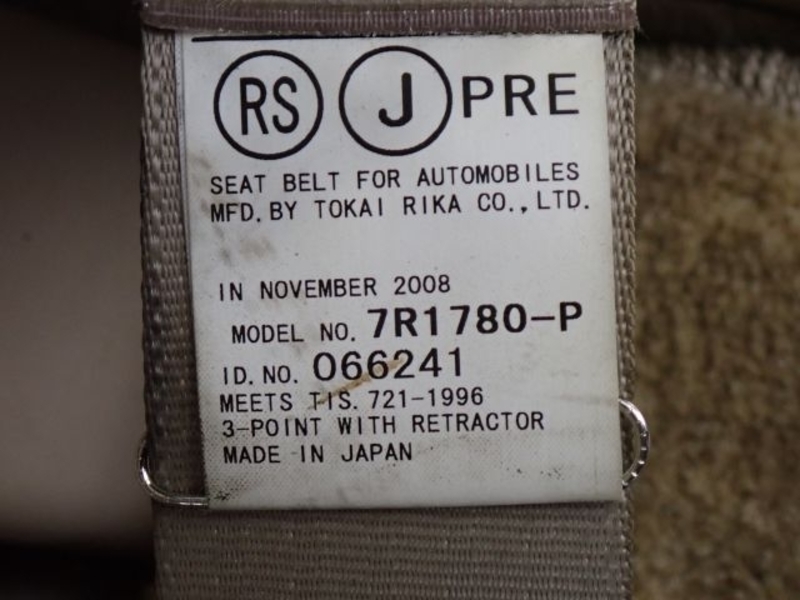 RS J PRE
SEAT BELT FOR AUTOMOBILES
MFD. BY TOKAI RIKA CO., LTD.
IN NOVEMBER 2008
MODEL NO. 7R1780-P
ID. NO. 066241
MEETS TIS. 721-1996
3-POINT WITH RETRACTOR
MADE IN JAPAN